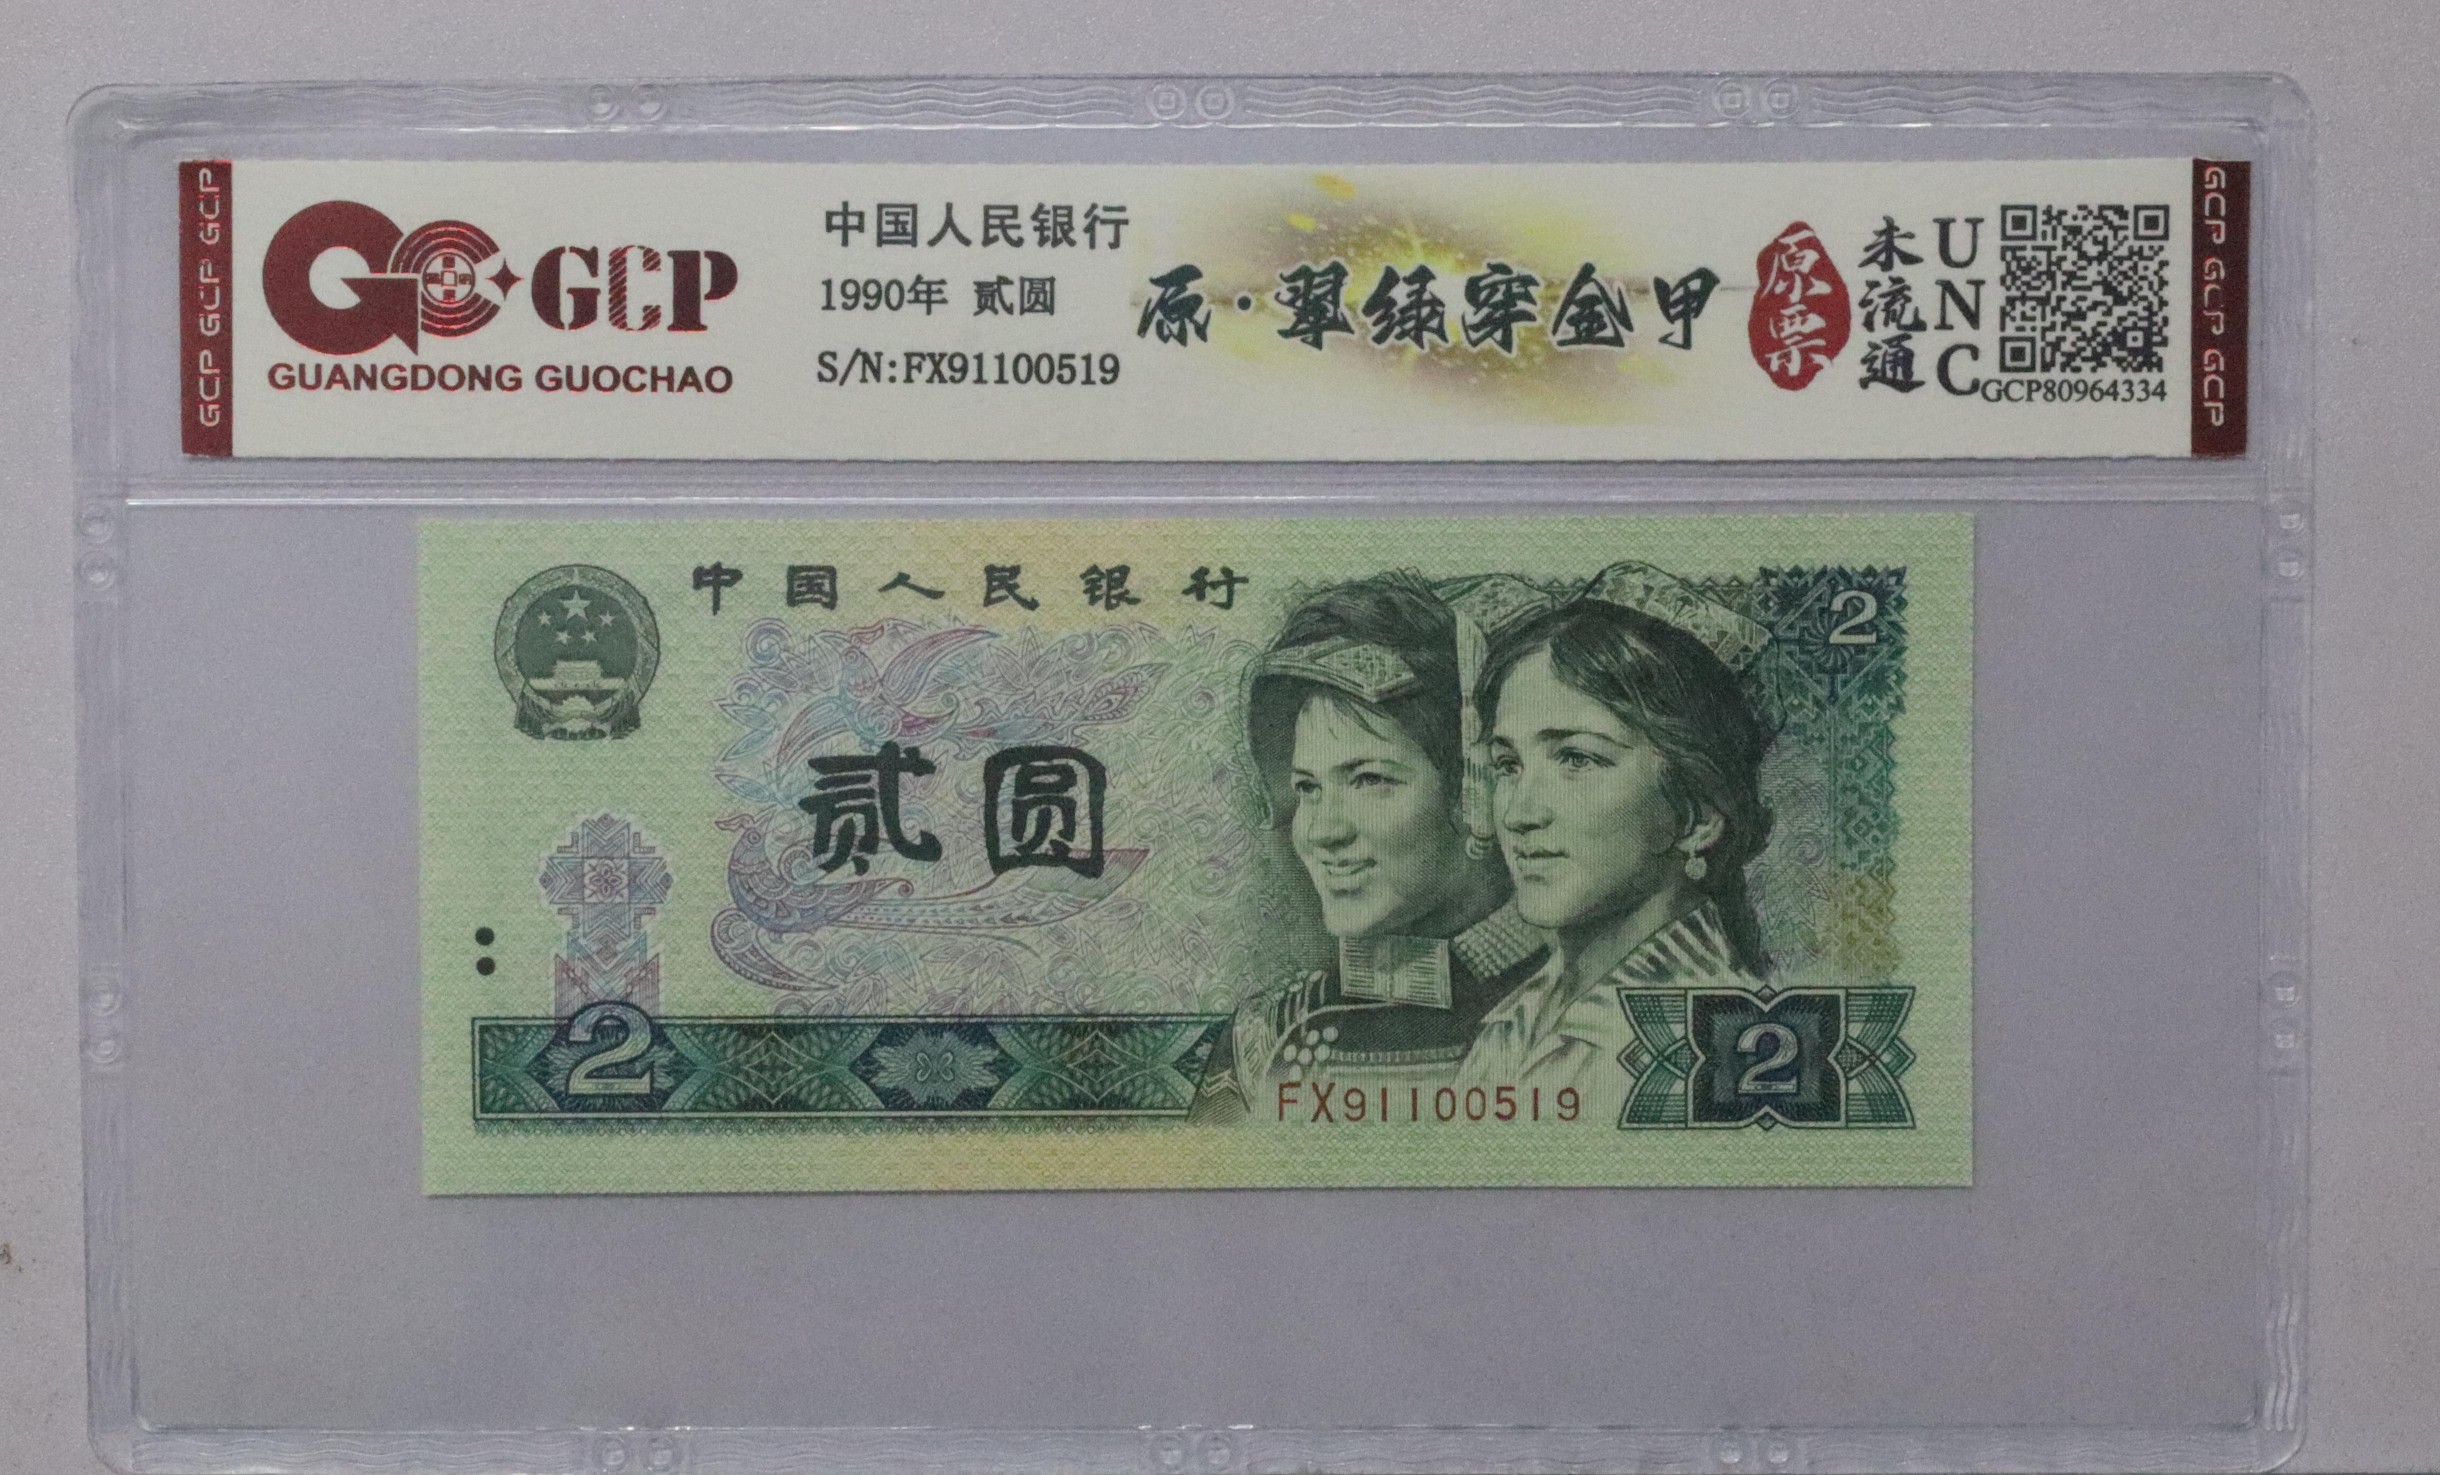 GCP GCP GCP
GCP
GUANGDONG GUOCHAO
中国人民银行
1990年 贰圆
S/N:FX91100519
原·翠绿穿金甲
原票
未流通
UNC
GCP80964334
GCP GCP GCP
中国人民银行
2
贰圆
2
FX91100519
2